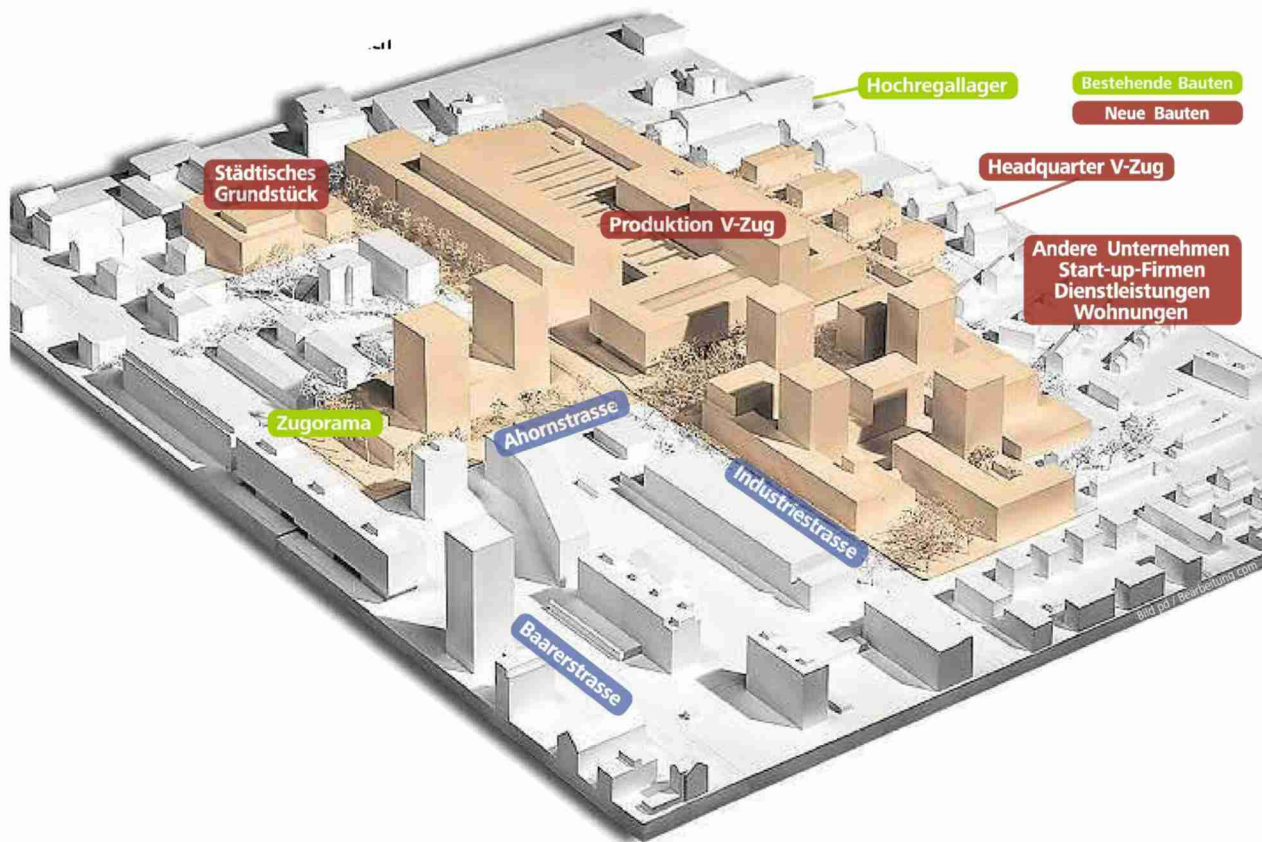 Hochregallager
Bestehende Bauten
Neue Bauten
Städtisches
Grundstück
Headquarter V-Zug
Produktion V-Zug
Andere Unternehmen
Start-up-Firmen
Dienstleistungen
Wohnungen
Zugorama
Ahornstrasse
Industriestrasse
Baarerstrasse
Bild pd / Bearbeitung com